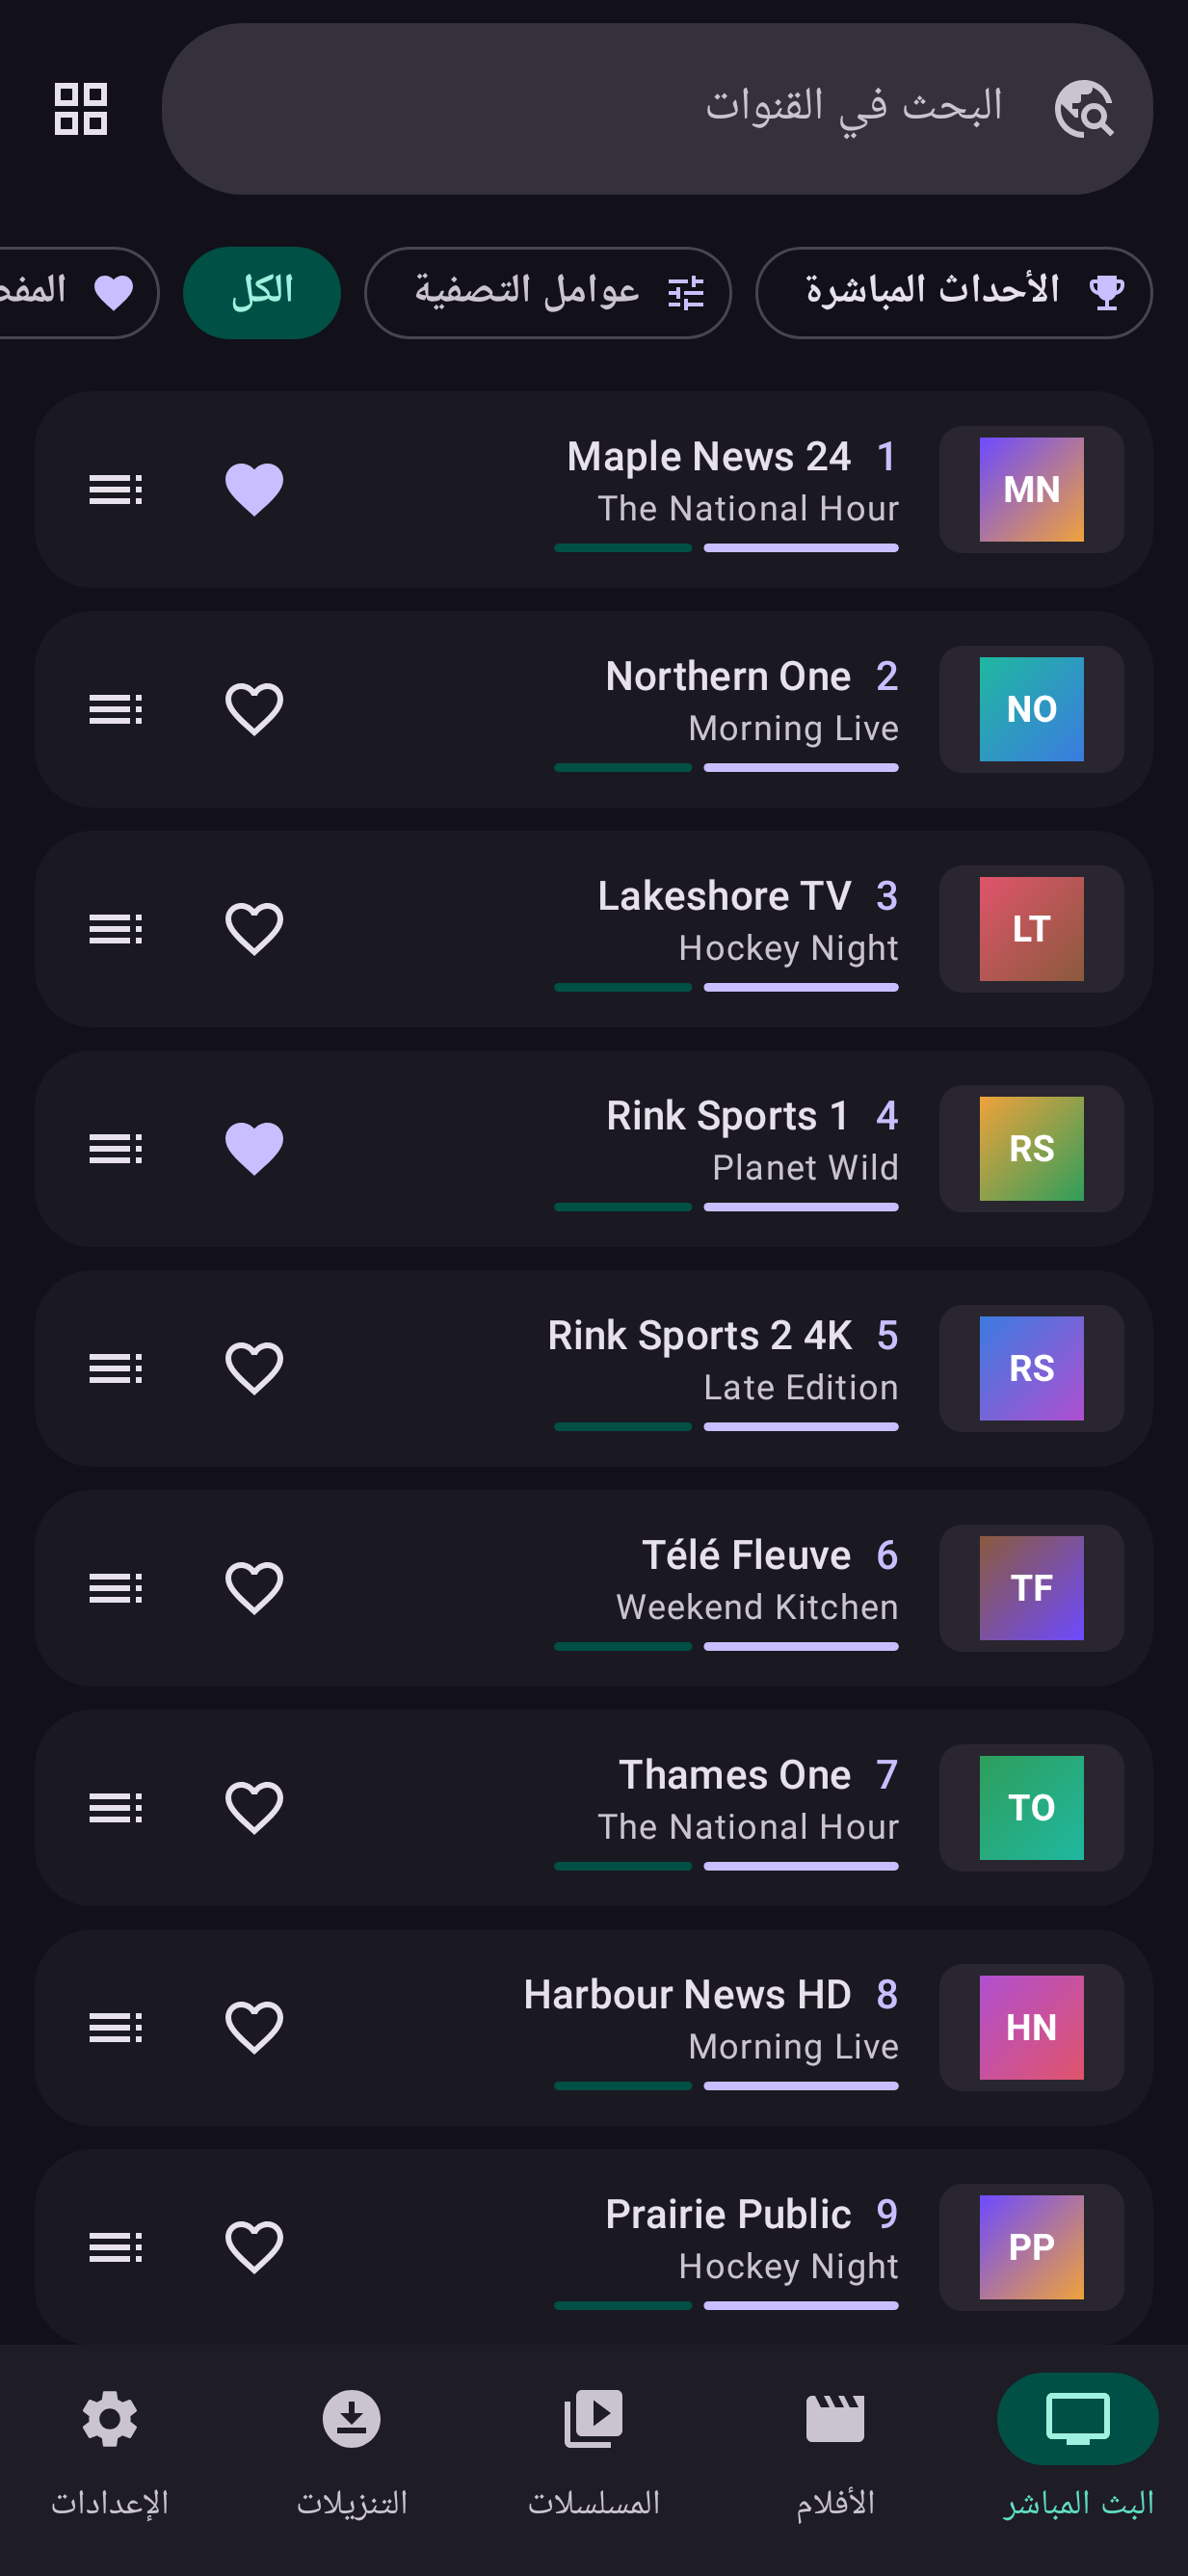 البحث في القنوات
الأحداث المباشرة
عوامل التصفية
الكل
MN
1 Maple News 24
The National Hour
NO
2 Northern One
Morning Live
LT
3 Lakeshore TV
Hockey Night
RS
4 Rink Sports 1
Planet Wild
RS
5 Rink Sports 2 4K
Late Edition
TF
6 Télé Fleuve
Weekend Kitchen
TO
7 Thames One
The National Hour
HN
8 Harbour News HD
Morning Live
PP
9 Prairie Public
Hockey Night
البث المباشر
الأفلام
المسلسلات
التنزيلات
الإعدادات